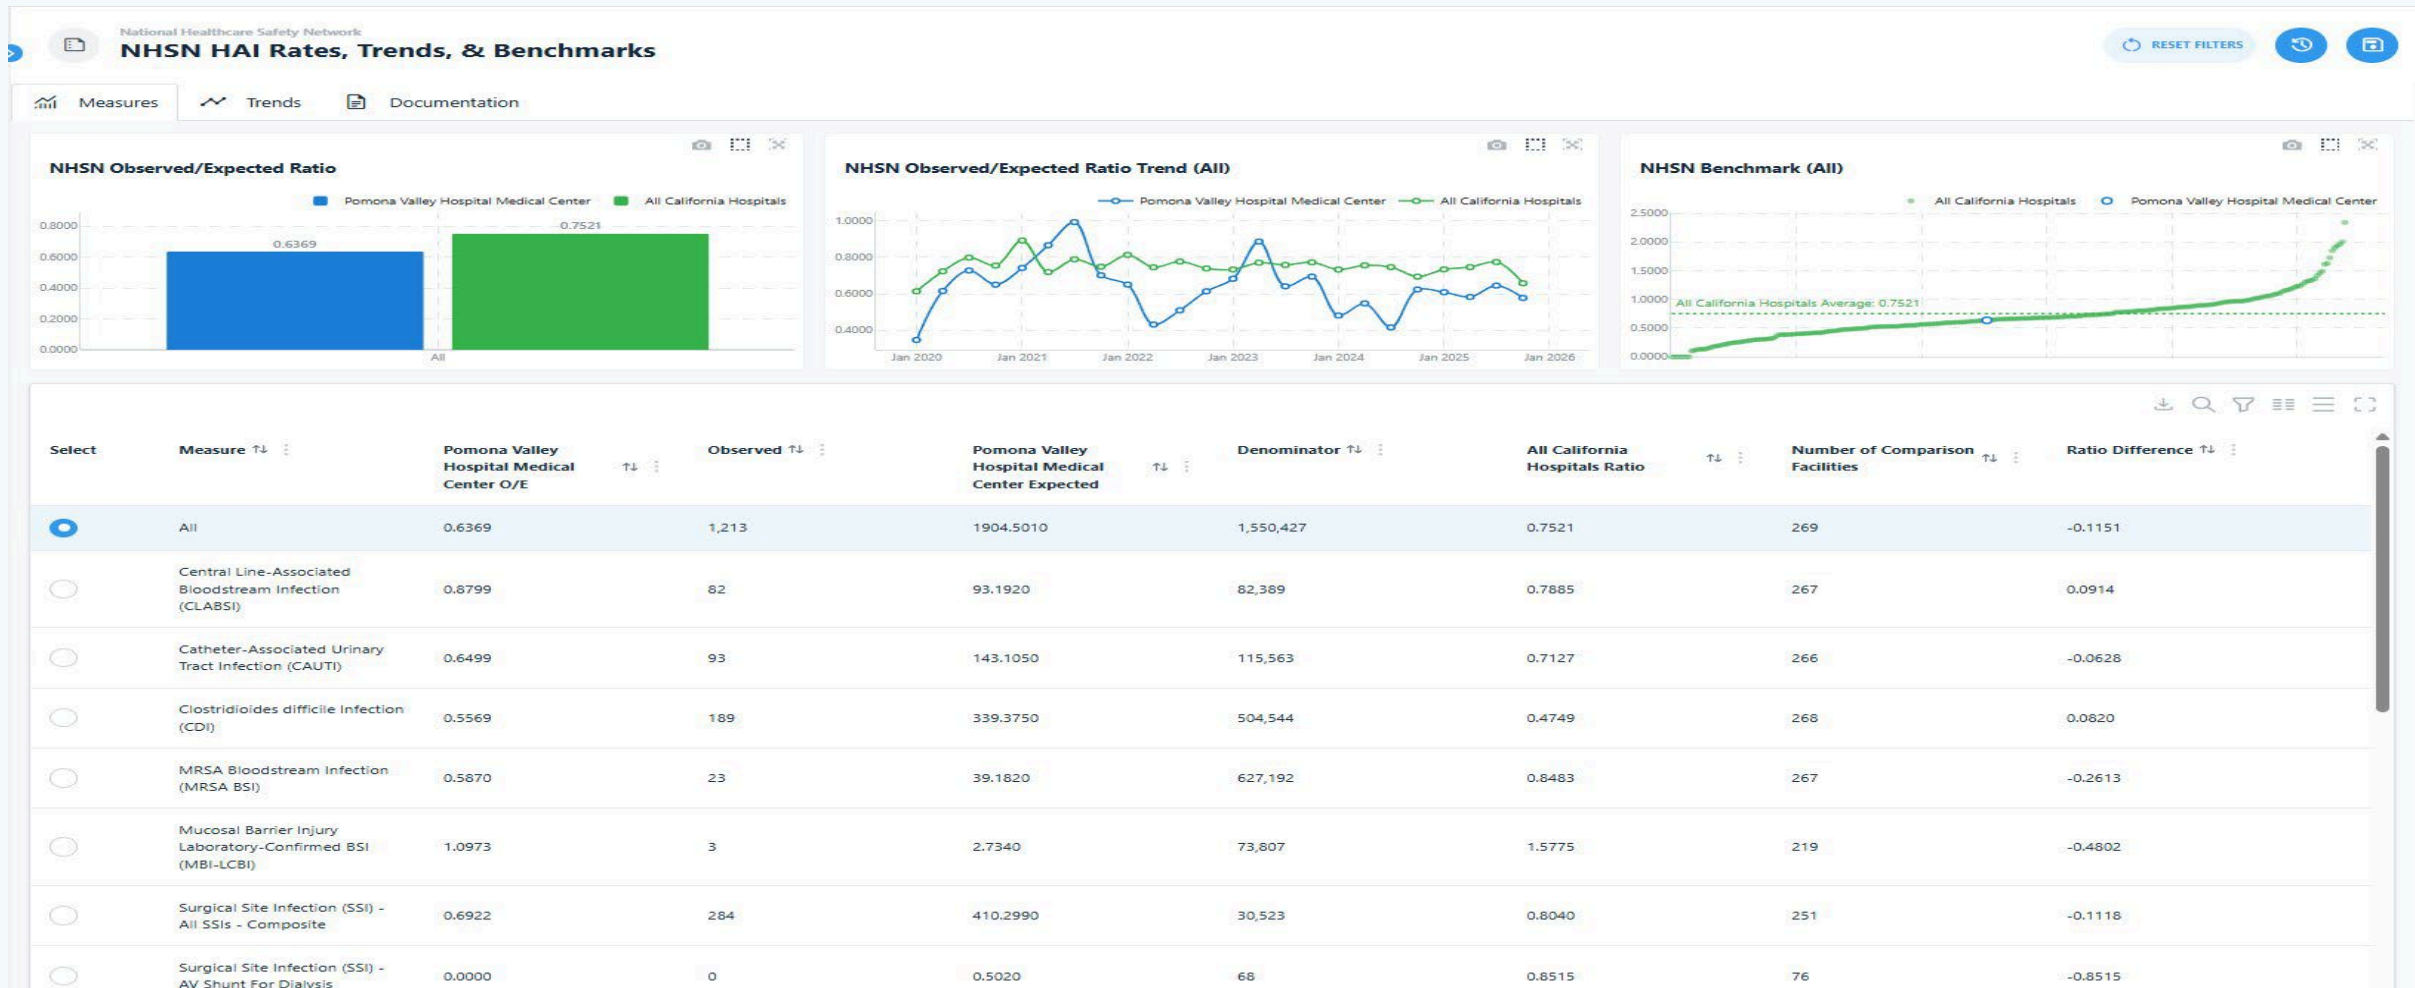 National Healthcare Safety Network
NHSN HAI Rates, Trends, & Benchmarks
RESET FILTERS
Measures
Trends
Documentation
NHSN Observed/Expected Ratio
Pomona Valley Hospital Medical Center
All California Hospitals
0.8000
0.6000
0.4000
0.2000
0.0000
0.6369
0.7521
All
NHSN Observed/Expected Ratio Trend (All)
Pomona Valley Hospital Medical Center
All California Hospitals
1.0000
0.8000
0.6000
0.4000
Jan 2020
Jan 2021
Jan 2022
Jan 2023
Jan 2024
Jan 2025
Jan 2026
NHSN Benchmark (All)
All California Hospitals
Pomona Valley Hospital Medical Center
2.5000
2.0000
1.5000
1.0000
0.5000
0.0000
All California Hospitals Average: 0.7521
Select
Measure
Pomona Valley
Hospital Medical
Center O/E
Observed
Pomona Valley
Hospital Medical
Center Expected
Denominator
All California
Hospitals Ratio
Number of Comparison
Facilities
Ratio Difference
All 0.6369 1,213 1904.5010 1,550,427 0.7521 269 -0.1151
Central Line-Associated
Bloodstream Infection
(CLABSI)
0.8799 82 93.1920 82,389 0.7885 267 0.0914
Catheter-Associated Urinary
Tract Infection (CAUTI)
0.6499 93 143.1050 115,563 0.7127 266 -0.0628
Clostridioides difficile Infection
(CDI)
0.5569 189 339.3750 504,544 0.4749 268 0.0820
MRSA Bloodstream Infection
(MRSA BSI)
0.5870 23 39.1820 627,192 0.8483 267 -0.2613
Mucosal Barrier Injury
Laboratory-Confirmed BSI
(MBI-LCBI)
1.0973 3 2.7340 73,807 1.5775 219 -0.4802
Surgical Site Infection (SSI) -
All SSIs - Composite
0.6922 284 410.2990 30,523 0.8040 251 -0.1118
Surgical Site Infection (SSI) -
AV Shunt For Dialysis
0.0000 0 0.5020 68 0.8515 76 -0.8515